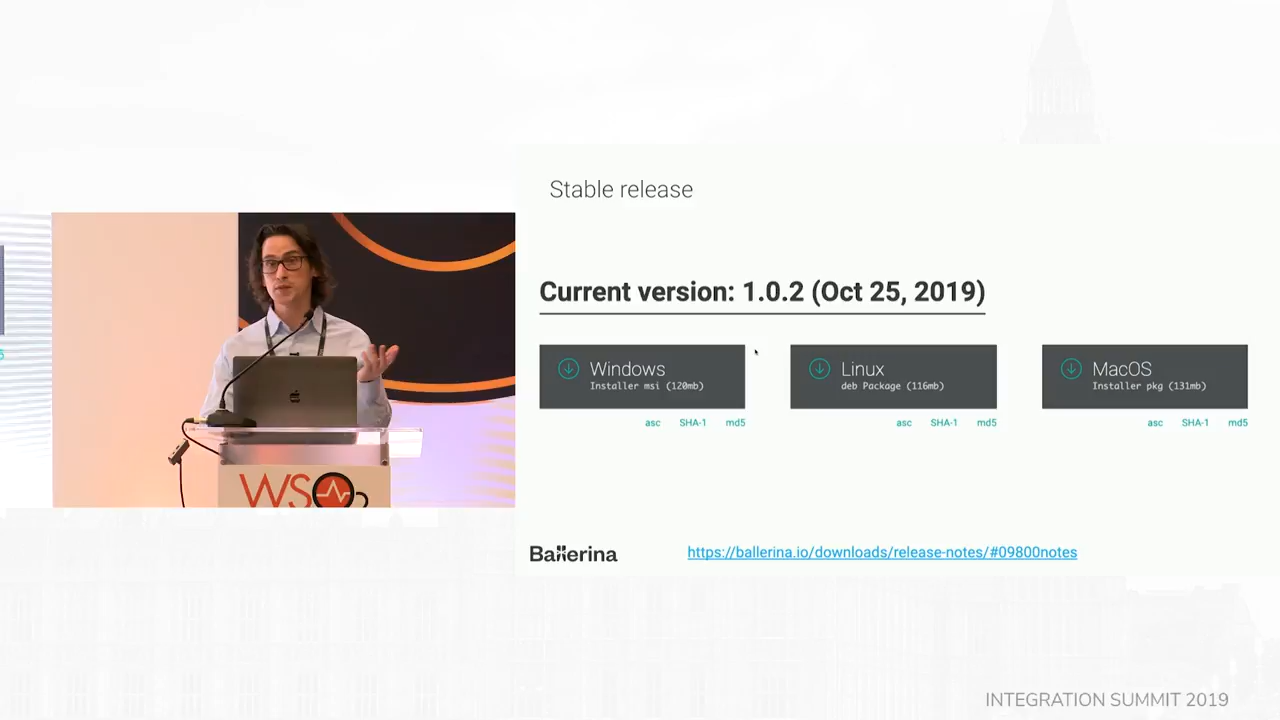 Stable release
Current version: 1.0.2 (Oct 25, 2019)
Windows
Installer msi (120mb)
asc SHA-1 md5
Linux
deb Package (116mb)
asc SHA-1 md5
MacOS
Installer pkg (131mb)
asc SHA-1 md5
WSO
Ballerina
https://ballerina.io/downloads/release-notes/#09800notes
INTEGRATION SUMMIT 2019